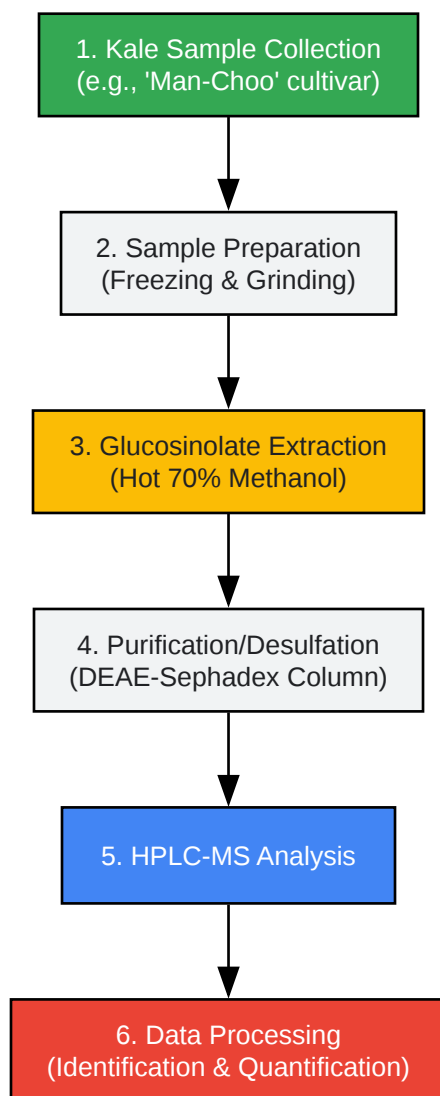 1. Kale Sample Collection
(e.g., 'Man-Choo' cultivar)
2. Sample Preparation
(Freezing & Grinding)
3. Glucosinolate Extraction
(Hot 70% Methanol)
4. Purification/Desulfation
(DEAE-Sephadex Column)
5. HPLC-MS Analysis
6. Data Processing
(Identification & Quantification)